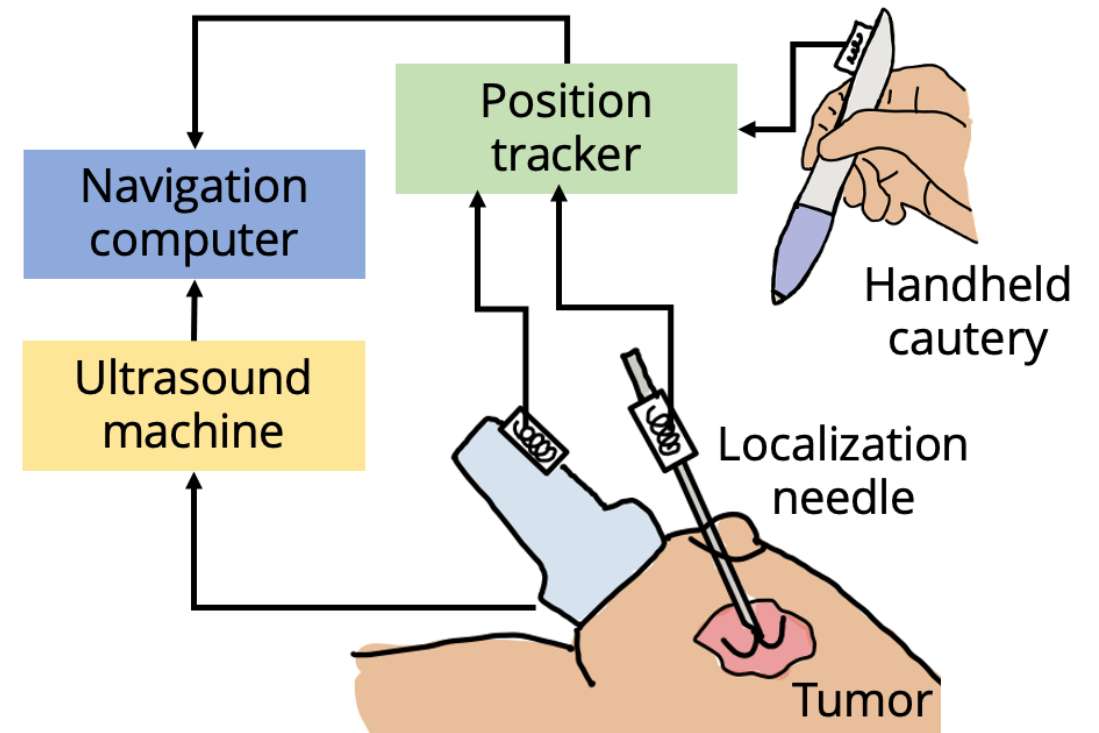 Position
tracker
Navigation
computer
Handheld
cautery
Ultrasound
machine
Localization
needle
Tumor